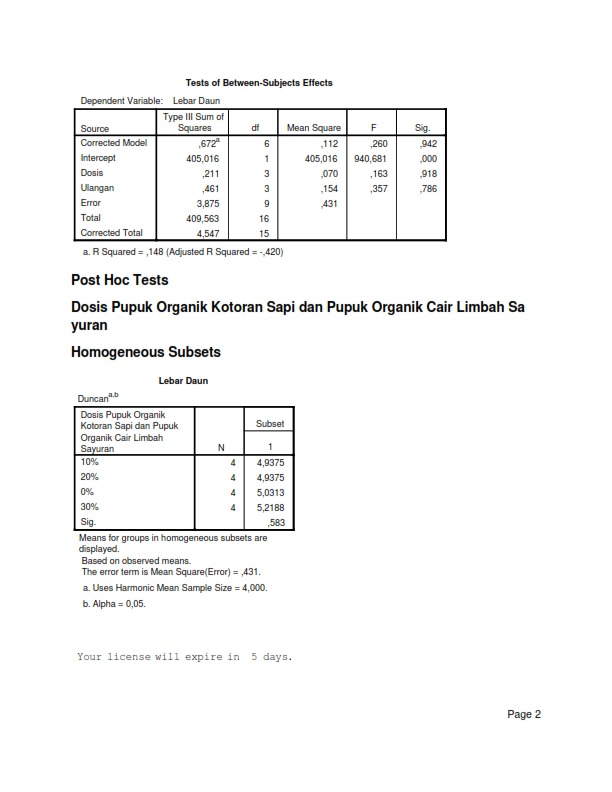 Tests of Between-Subjects Effects
Dependent Variable: Lebar Daun
Source Type III Sum of Squares df Mean Square F Sig.
Corrected Model ,672a 6 ,112 ,260 ,942
Intercept 405,016 1 405,016 940,681 ,000
Dosis ,211 3 ,070 ,163 ,918
Ulangan ,461 3 ,154 ,357 ,786
Error 3,875 9 ,431
Total 409,563 16
Corrected Total 4,547 15
a. R Squared = ,148 (Adjusted R Squared = -,420)
Post Hoc Tests
Dosis Pupuk Organik Kotoran Sapi dan Pupuk Organik Cair Limbah Sa
yuran
Homogeneous Subsets
Lebar Daun
Duncana,b
Dosis Pupuk Organik
Kotoran Sapi dan Pupuk
Organik Cair Limbah
Sayuran
N
Subset
1
10% 4 4,9375
20% 4 4,9375
0% 4 5,0313
30% 4 5,2188
Sig. ,583
Means for groups in homogeneous subsets are
displayed.
Based on observed means.
The error term is Mean Square(Error) = ,431.
a. Uses Harmonic Mean Sample Size = 4,000.
b. Alpha = 0,05.
Your license will expire in 5 days.
Page 2